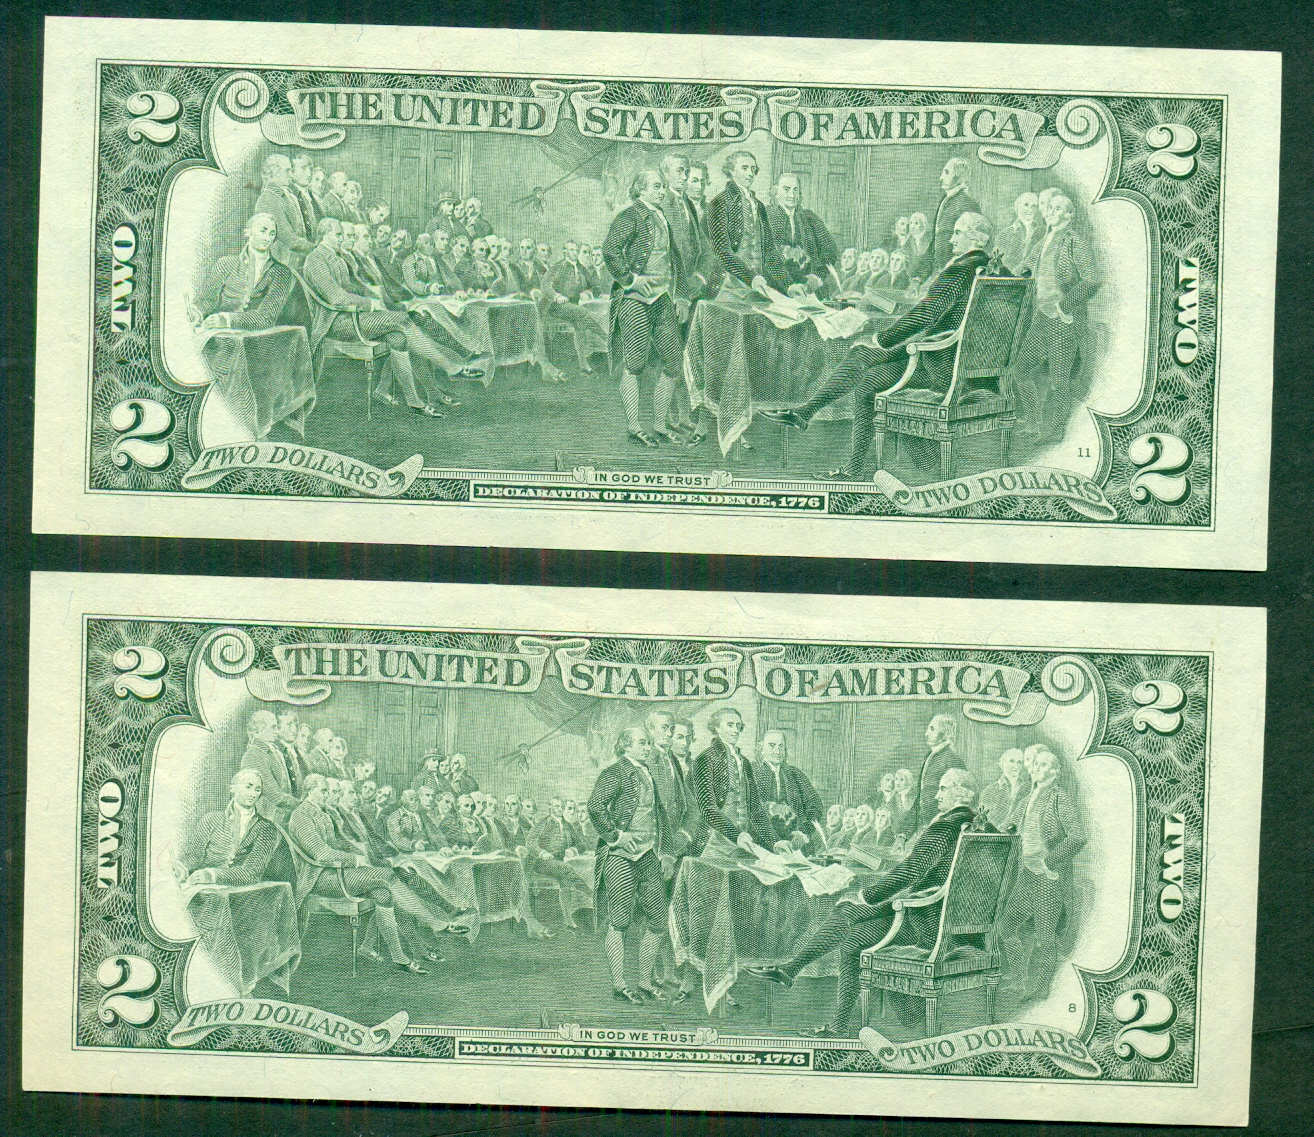 THE UNITED STATES OF AMERICA
2
2
TWO
TWO
2
2
11
TWO DOLLARS
IN GOD WE TRUST
TWO DOLLARS
DECLARATION OF INDEPENDENCE, 1776
THE UNITED STATES OF AMERICA
2
2
TWO
TWO
2
2
8
TWO DOLLARS
IN GOD WE TRUST
TWO DOLLARS
DECLARATION OF INDEPENDENCE, 1776